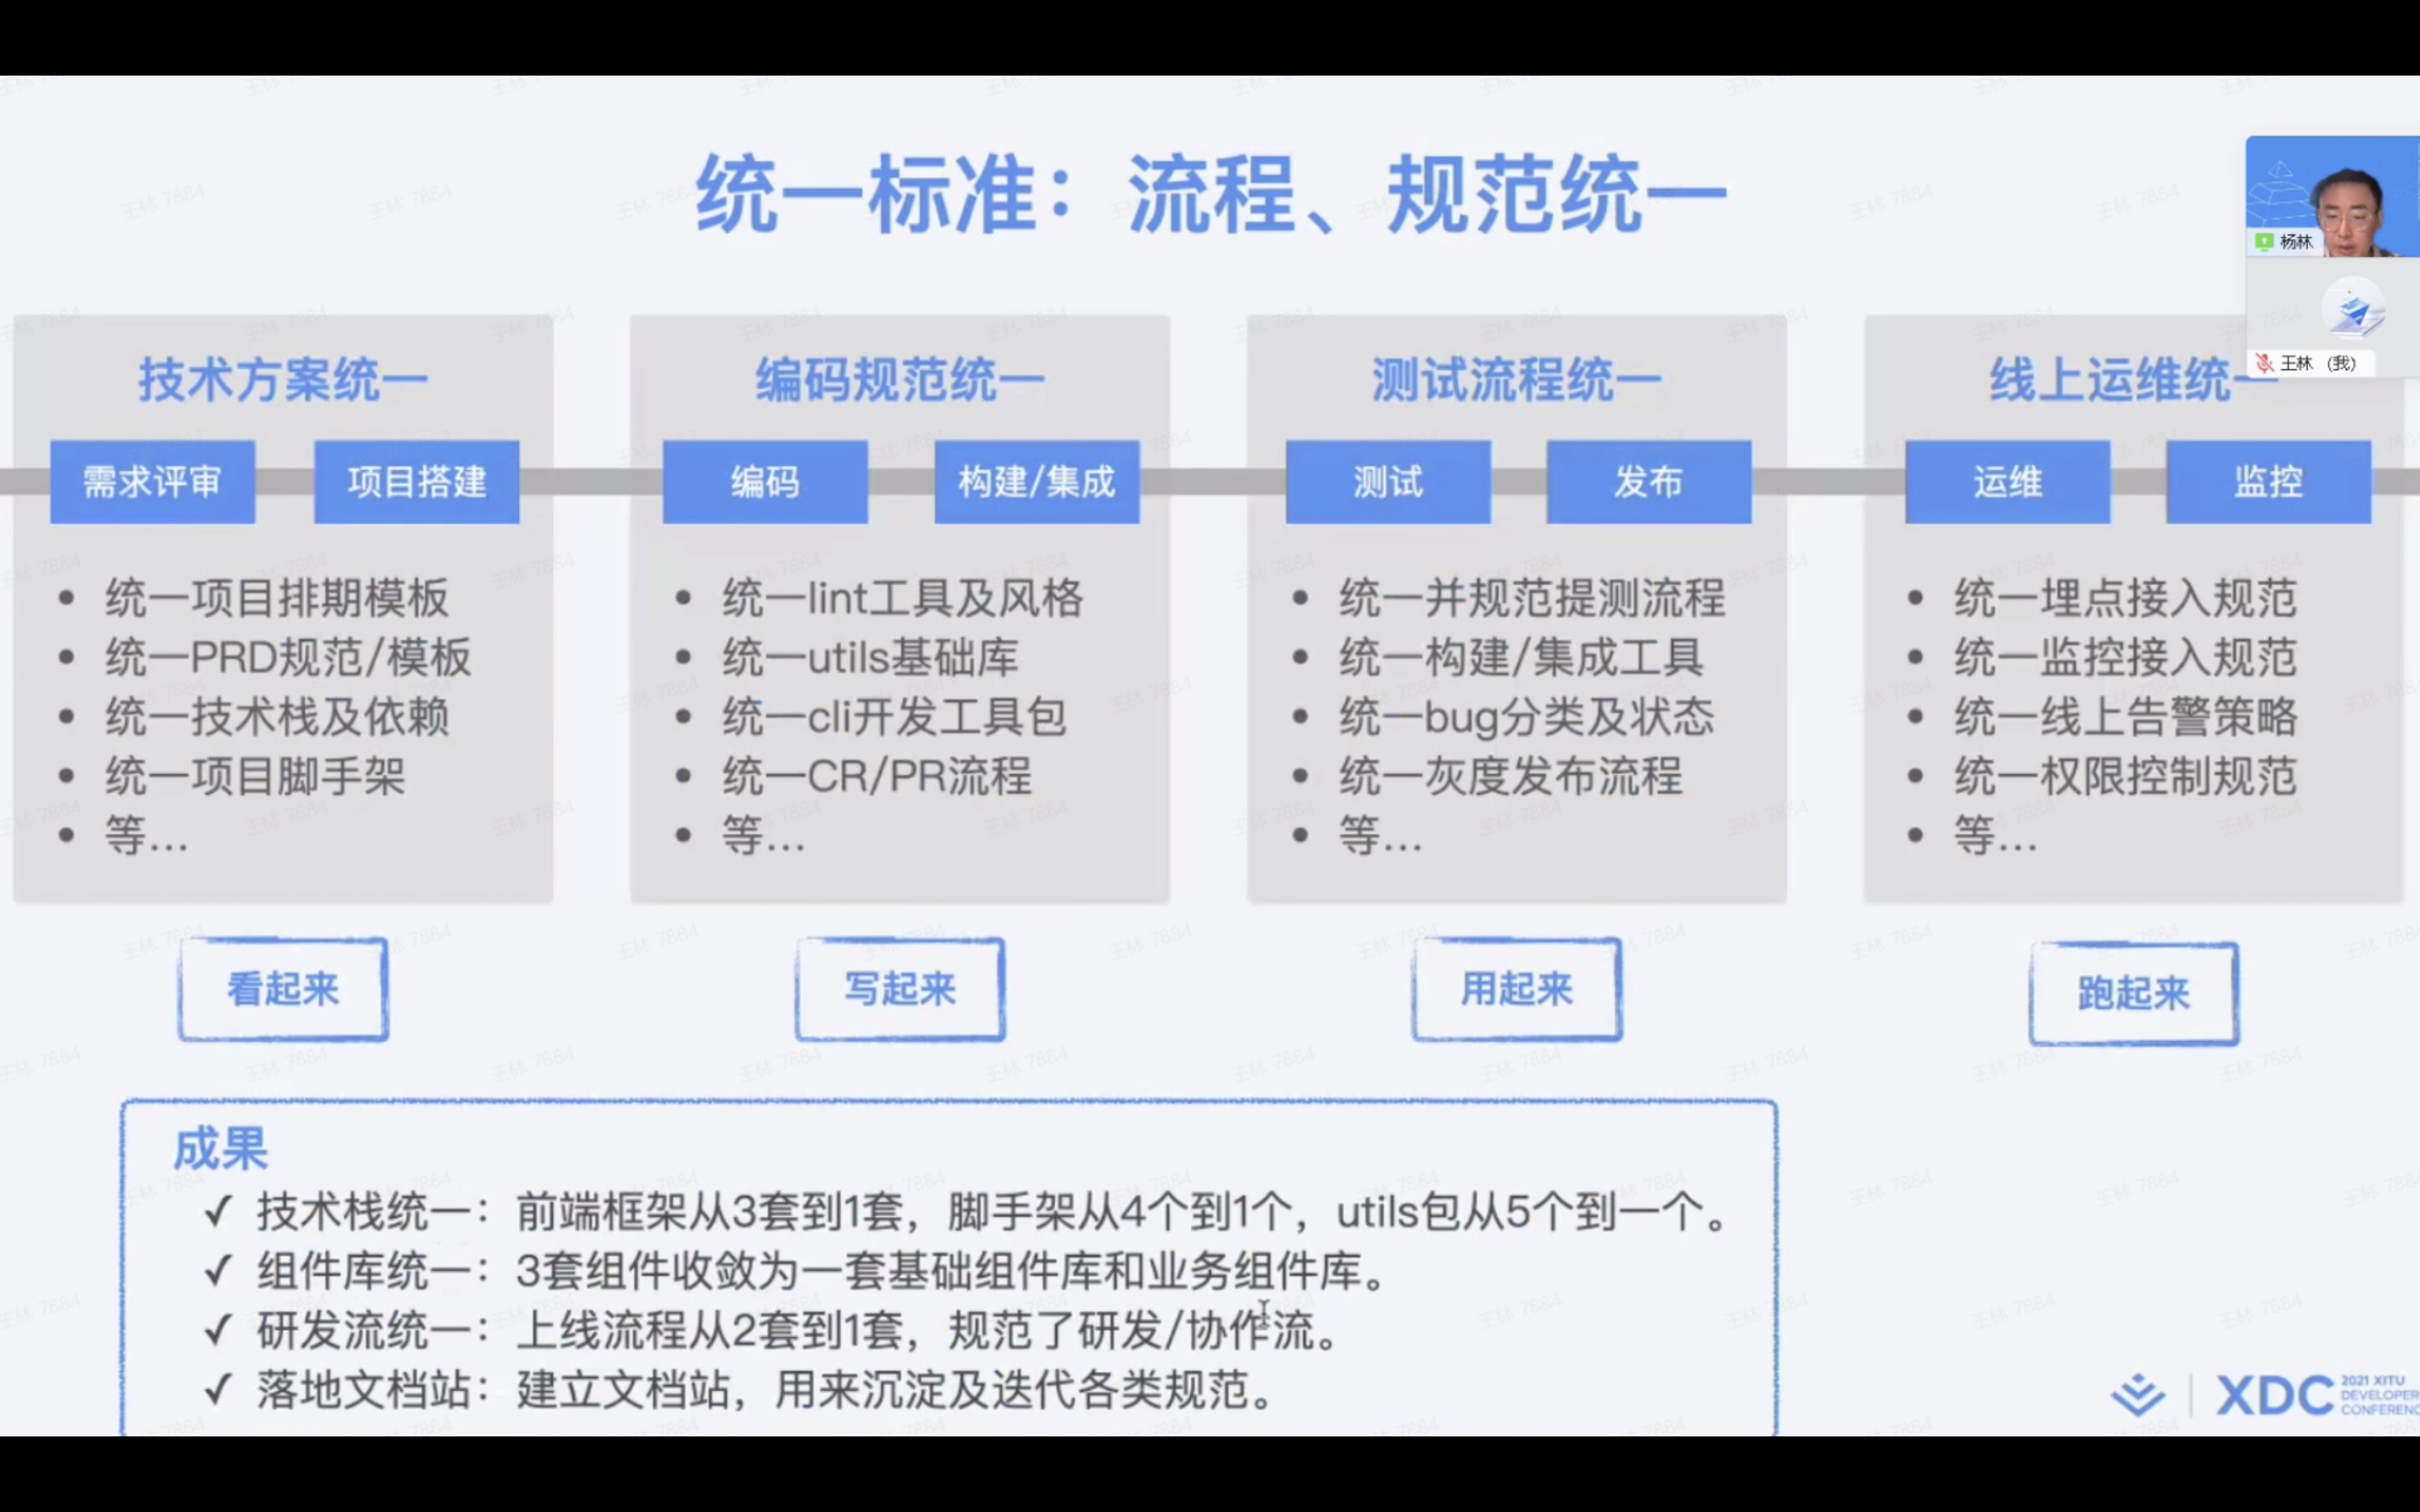 统一标准：流程、规范统一
杨林
王林 （我）
技术方案统一
编码规范统一
测试流程统一
线上运维统一
需求评审
项目搭建
编码
构建/集成
测试
发布
运维
监控
• 统一项目排期模板
• 统一PRD规范/模板
• 统一技术栈及依赖
• 统一项目脚手架
• 等...
• 统一lint工具及风格
• 统一utils基础库
• 统一cli开发工具包
• 统一CR/PR流程
• 等...
• 统一并规范提测流程
• 统一构建/集成工具
• 统一bug分类及状态
• 统一灰度发布流程
• 等...
• 统一埋点接入规范
• 统一监控接入规范
• 统一线上告警策略
• 统一权限控制规范
• 等...
看起来
写起来
用起来
跑起来
成果
✓ 技术栈统一：前端框架从3套到1套，脚手架从4个到1个，utils包从5个到一个。
✓ 组件库统一：3套组件收敛为一套基础组件库和业务组件库。
✓ 研发流统一：上线流程从2套到1套，规范了研发/协作流。
✓ 落地文档站：建立文档站，用来沉淀及迭代各类规范。
XDC
2021 XITU
DEVELOPER
CONFERENC
王林 7884